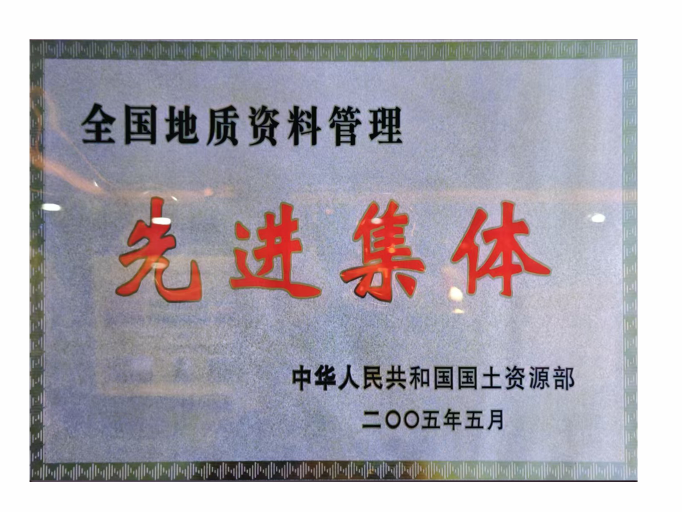 全国地质资料管理
先进集体
中华人民共和国国土资源部
二〇〇五年五月